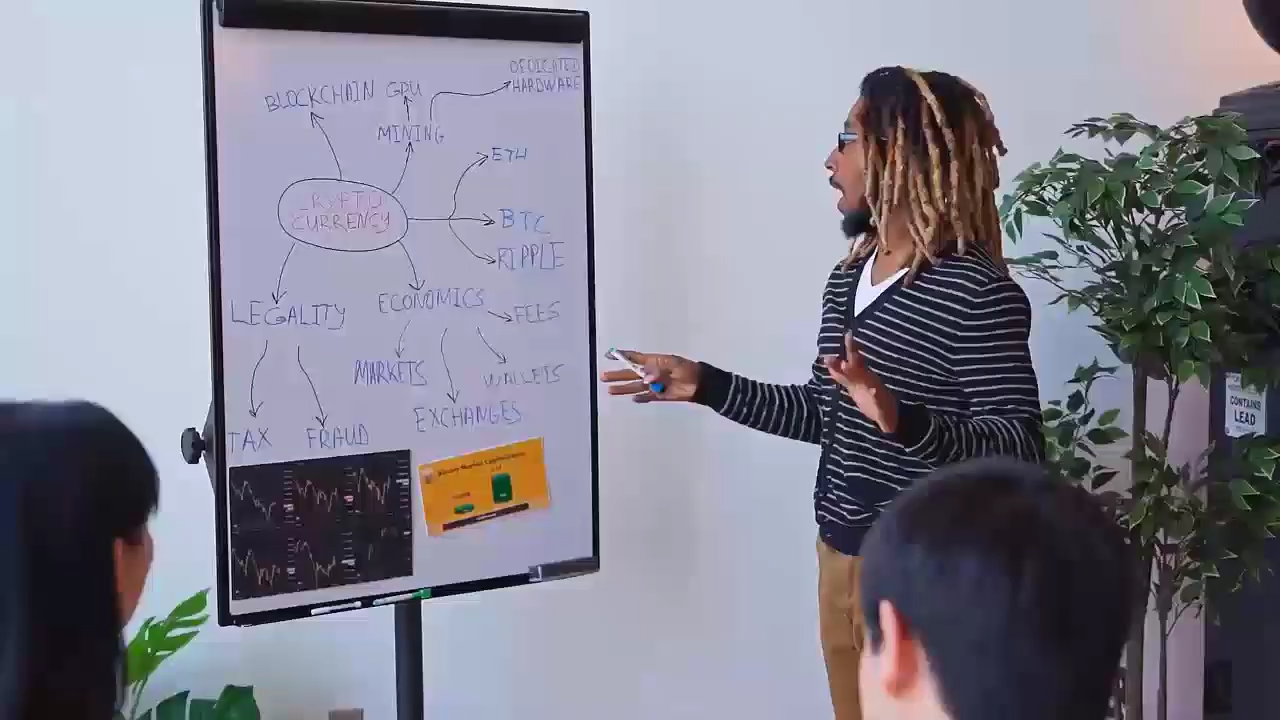 DEDICATED
HARDWARE
BLOCKCHAIN GPU
MINING
ETH
CRYPTO
CURRENCY
BTC
RIPPLE
LEGALITY
ECONOMICS
FEES
MARKETS
WALLETS
EXCHANGES
TAX
FRAUD
CONTAINS
LEAD